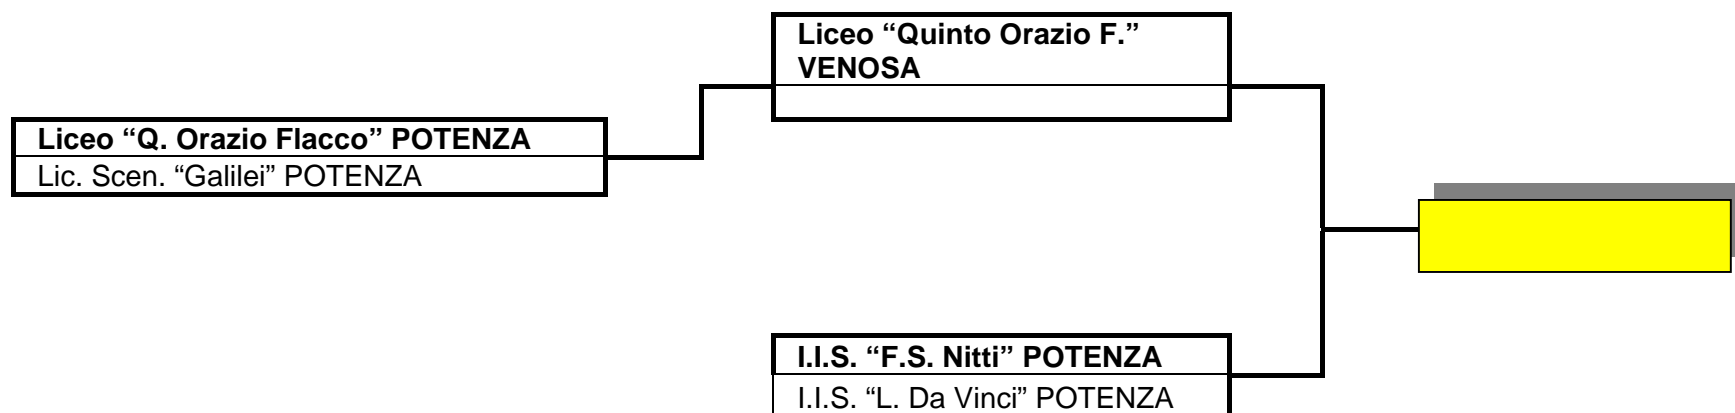 Liceo “Quinto Orazio F.”
VENOSA
Liceo “Q. Orazio Flacco” POTENZA
Lic. Scen. “Galilei” POTENZA
I.I.S. “F.S. Nitti” POTENZA
I.I.S. “L. Da Vinci” POTENZA